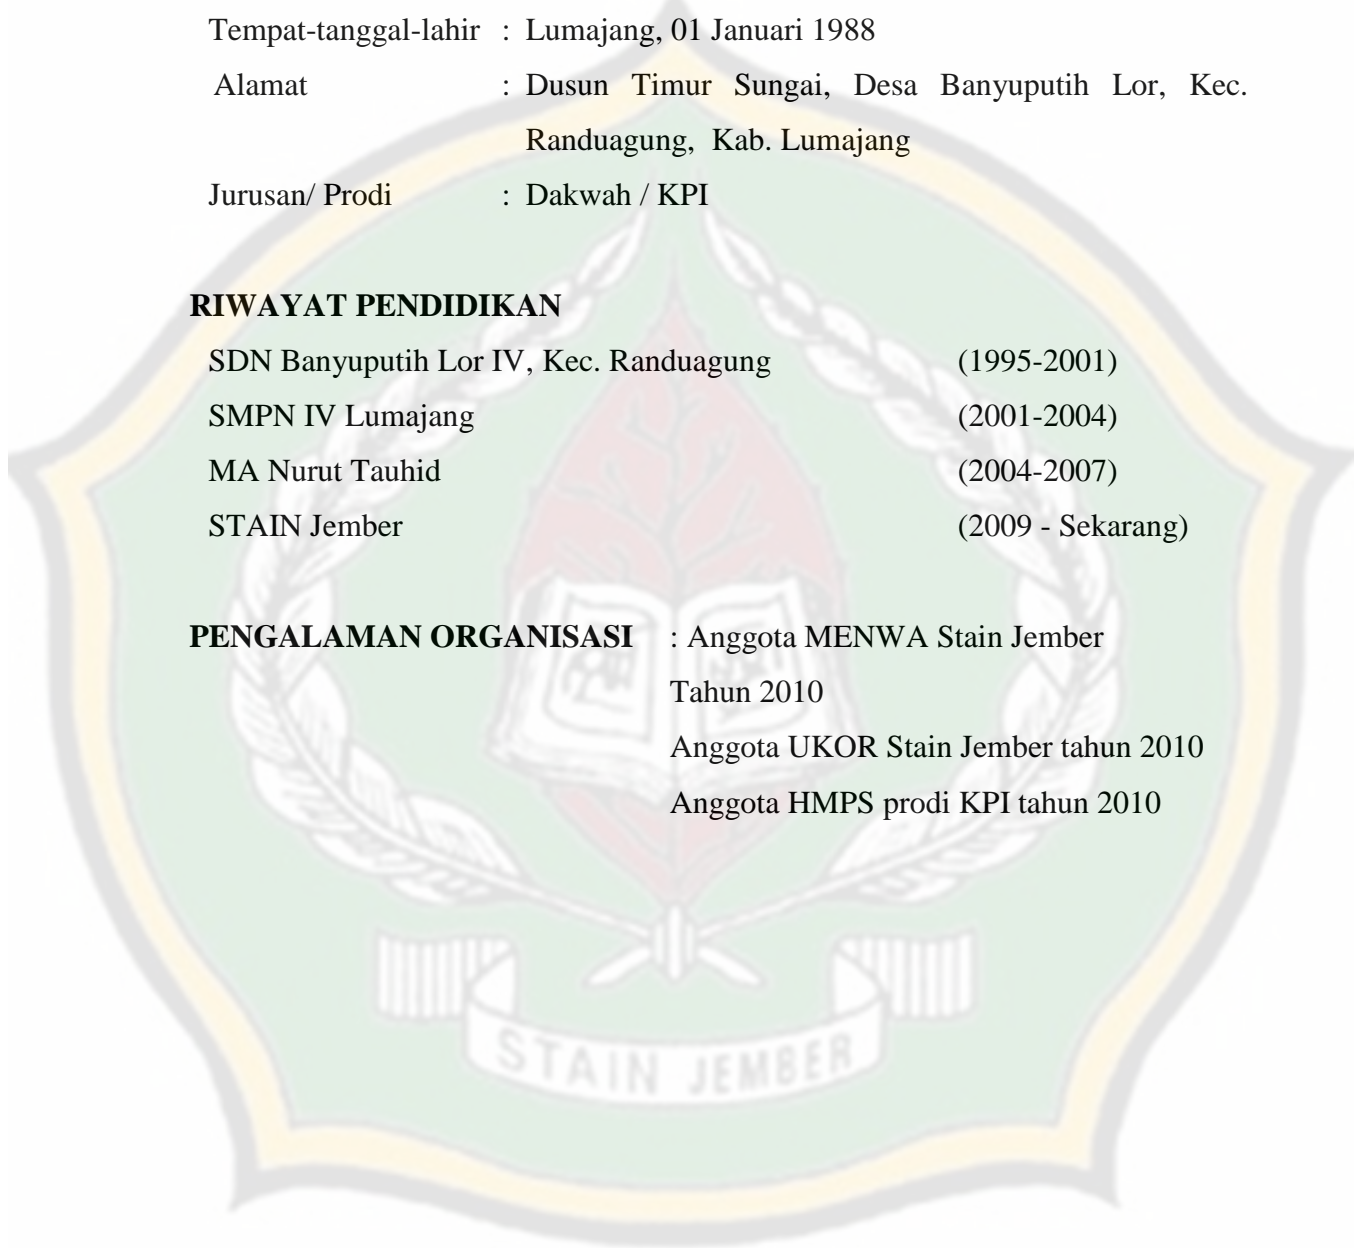 Tempat-tanggal-lahir : Lumajang, 01 Januari 1988
Alamat : Dusun Timur Sungai, Desa Banyuputih Lor, Kec.
Randuagung, Kab. Lumajang
Jurusan/ Prodi : Dakwah / KPI
RIWAYAT PENDIDIKAN
SDN Banyuputih Lor IV, Kec. Randuagung (1995-2001)
SMPN IV Lumajang (2001-2004)
MA Nurut Tauhid (2004-2007)
STAIN Jember (2009 - Sekarang)
PENGALAMAN ORGANISASI : Anggota MENWA Stain Jember
Tahun 2010
Anggota UKOR Stain Jember tahun 2010
Anggota HMPS prodi KPI tahun 2010
STAIN JEMBER